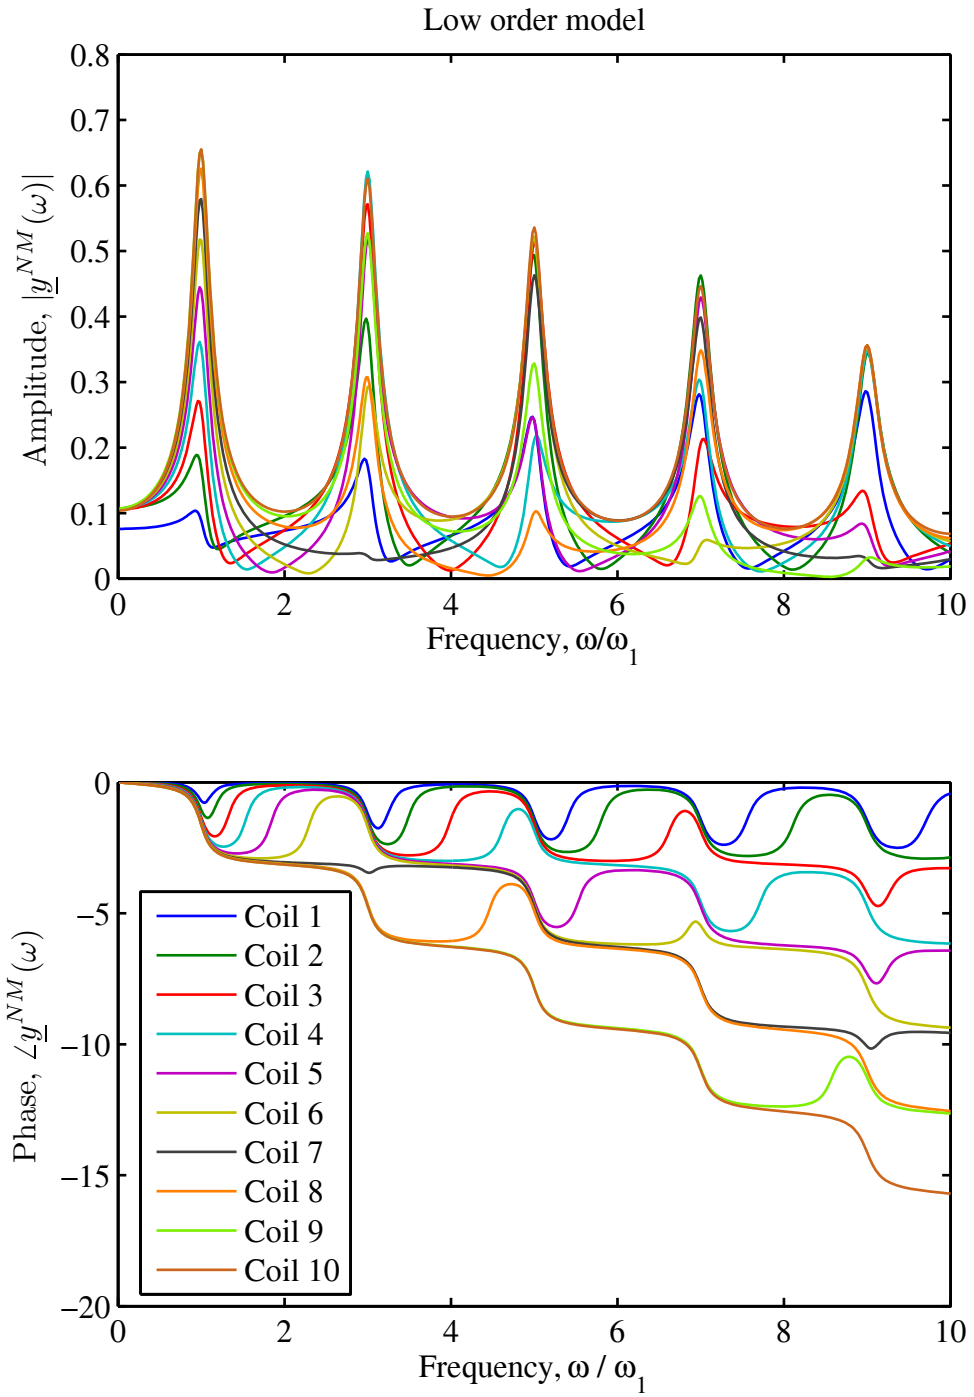 Low order model
0.8
0.7
0.6
0.5
0.4
0.3
0.2
0.1
0
Amplitude, |y^{NM}(ω)|
0 2 4 6 8 10
Frequency, ω/ω_1
0
−5
−10
−15
−20
Phase, ∠y^{NM}(ω)
Coil 1
Coil 2
Coil 3
Coil 4
Coil 5
Coil 6
Coil 7
Coil 8
Coil 9
Coil 10
0 2 4 6 8 10
Frequency, ω / ω_1